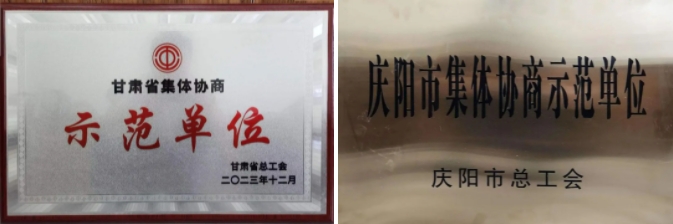 甘肃省集体协商
示范单位
甘肃省总工会
二〇二三年十二月
庆阳市集体协商示范单位
庆阳市总工会